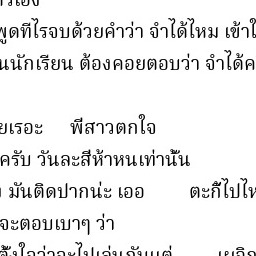 พูดทีไรจบด้วยคำว่า จำได้ไหม เข้าใ
นนักเรียน ต้องคอยตอบว่า จำได้ค
ยเรอะ พี่สาวตกใจ
ครับ วันละสี่ห้าหนเท่านั้น
มันติดปากน่ะ เออ ตะกี้ไปไห
จะตอบเบาๆ ว่า